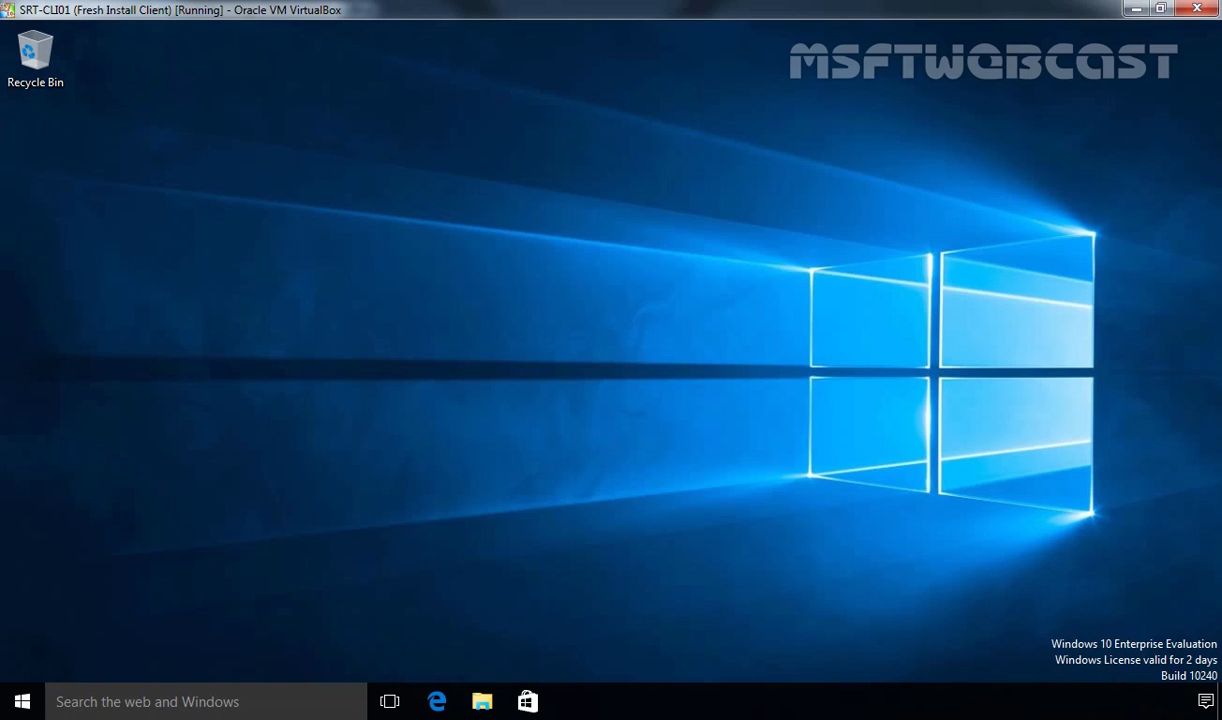 SRT-CLI01 (Fresh Install Client) [Running] - Oracle VM VirtualBox
MSFTWEBCAST
Recycle Bin
Windows 10 Enterprise Evaluation
Windows License valid for 2 days
Build 10240
Search the web and Windows